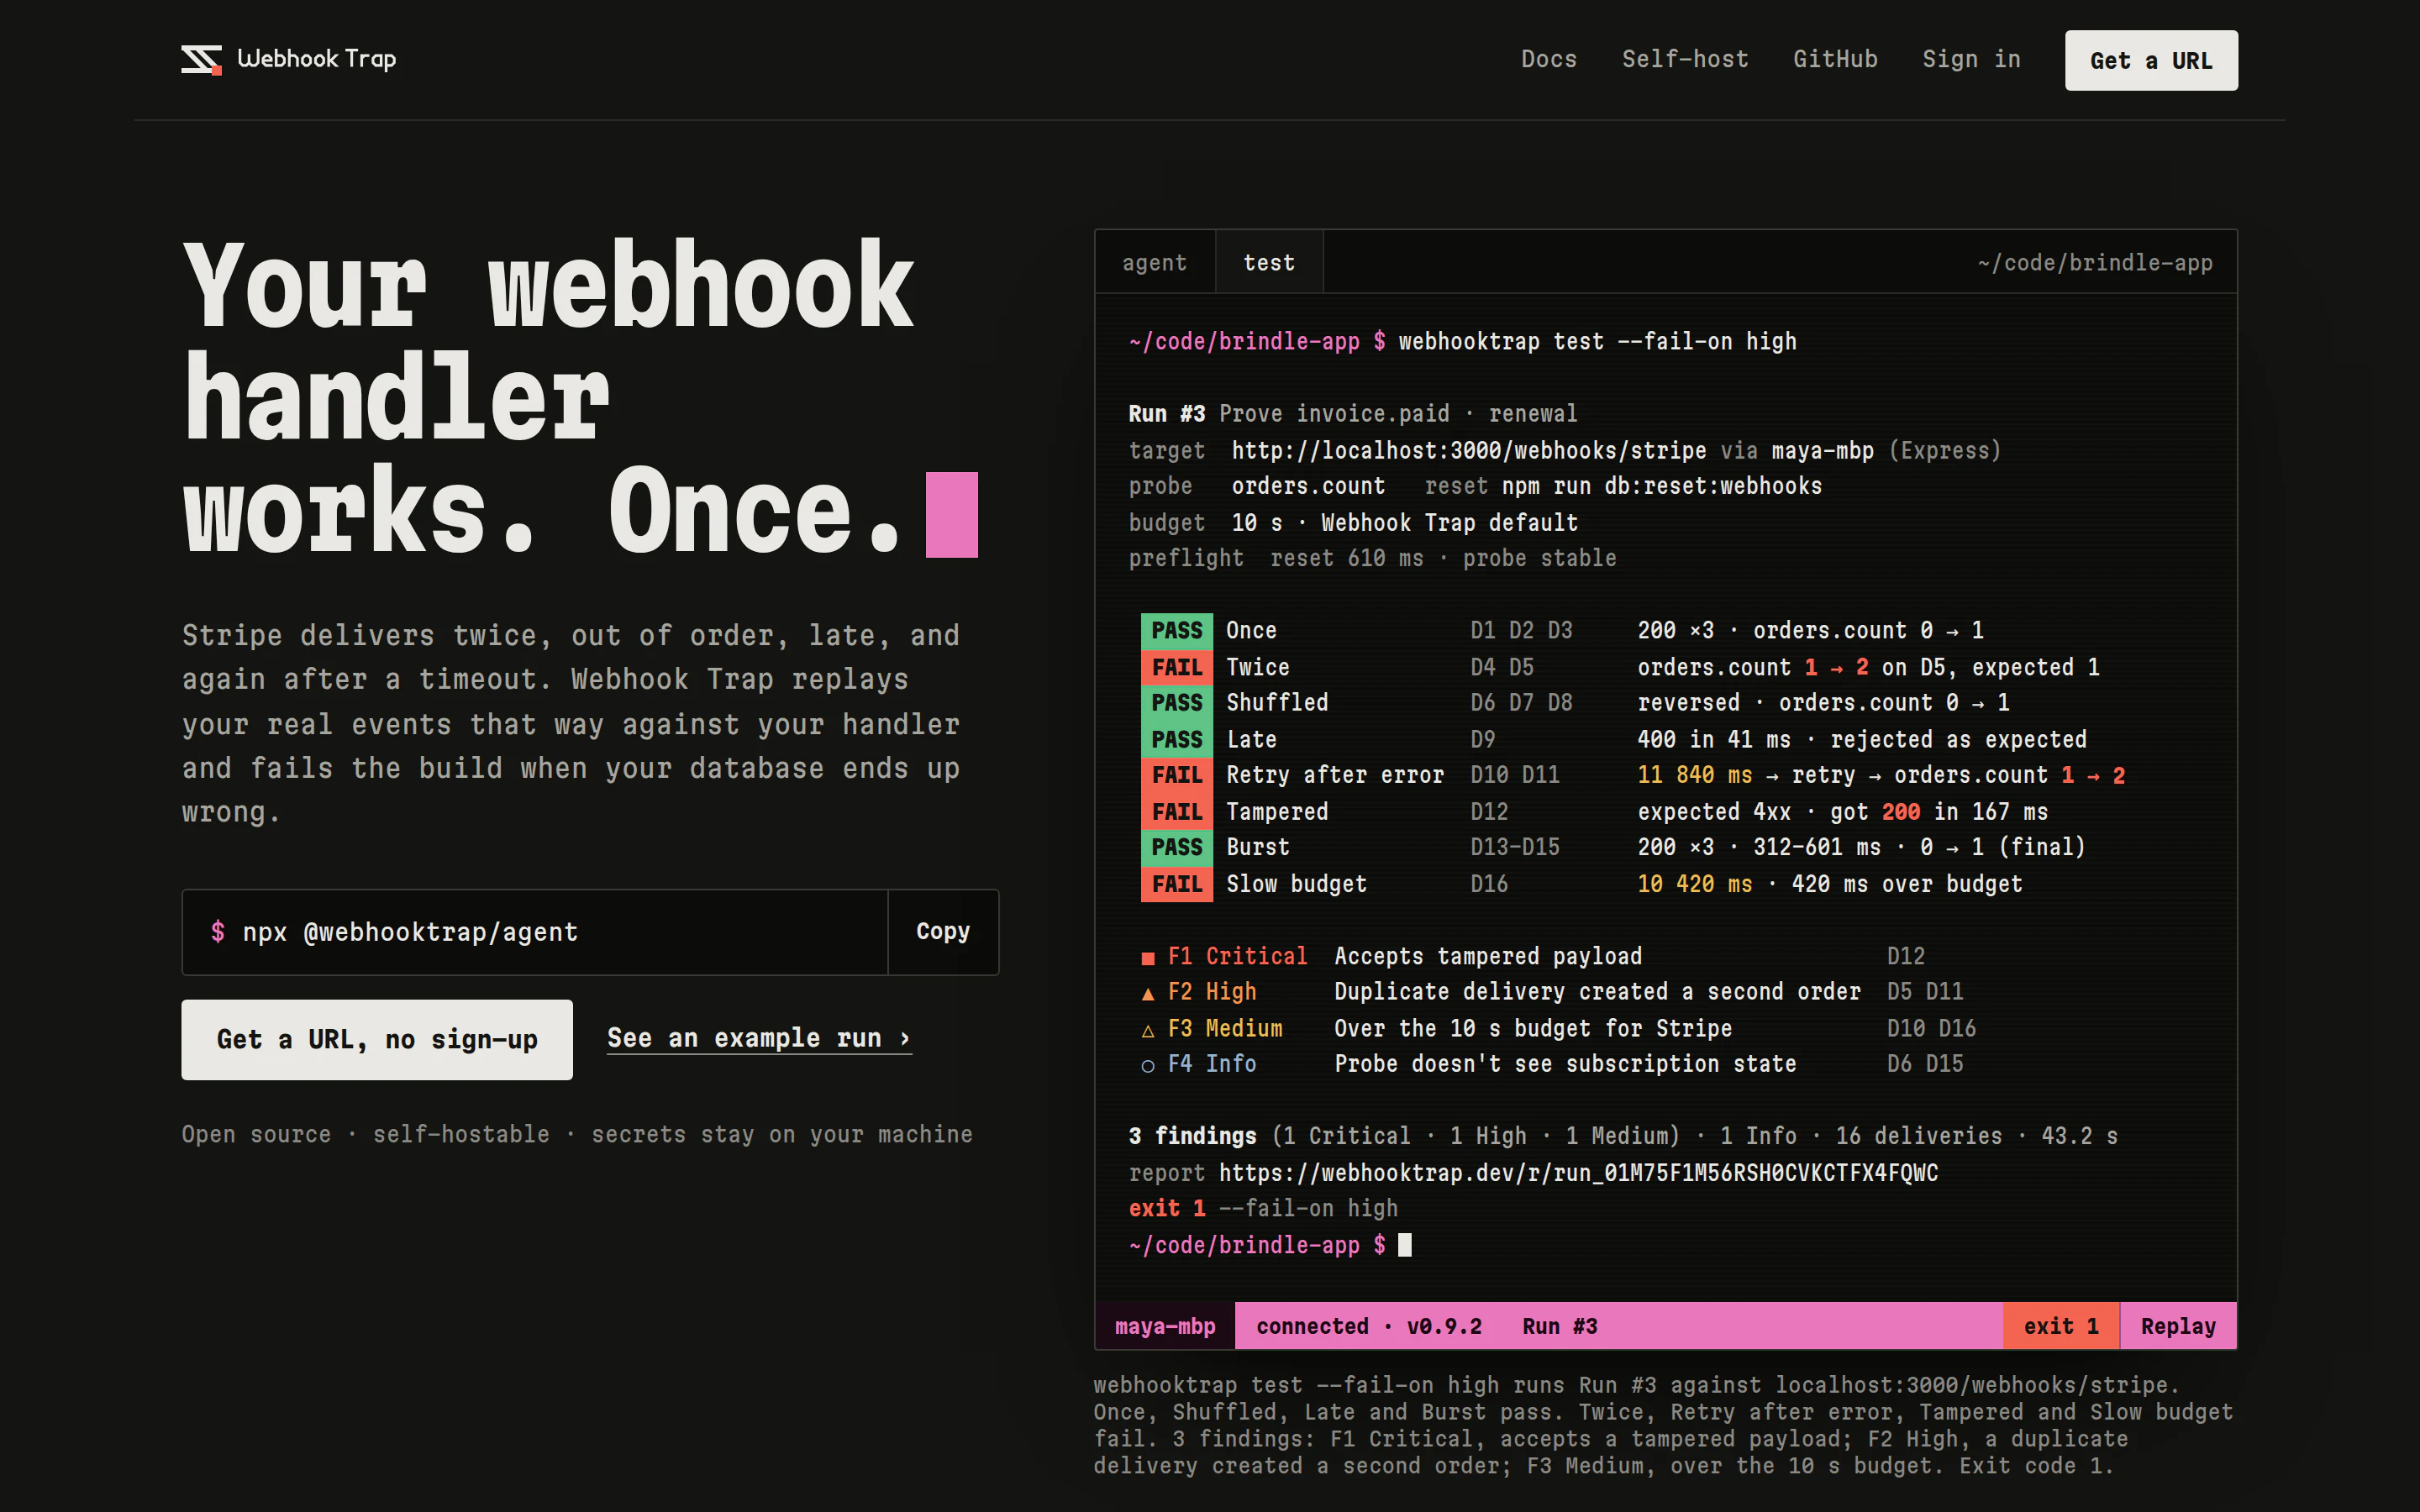 Webhook Trap
Docs Self-host GitHub Sign in Get a URL
Your webhook
handler
works. Once.
Stripe delivers twice, out of order, late, and
again after a timeout. Webhook Trap replays
your real events that way against your handler
and fails the build when your database ends up
wrong.
$ npx @webhooktrap/agent Copy
Get a URL, no sign-up See an example run ›
Open source · self-hostable · secrets stay on your machine
agent test ~/code/brindle-app
~/code/brindle-app $ webhooktrap test --fail-on high
Run #3 Prove invoice.paid · renewal
target http://localhost:3000/webhooks/stripe via maya-mbp (Express)
probe orders.count reset npm run db:reset:webhooks
budget 10 s · Webhook Trap default
preflight reset 610 ms · probe stable
PASS Once D1 D2 D3 200 ×3 · orders.count 0 → 1
FAIL Twice D4 D5 orders.count 1 → 2 on D5, expected 1
PASS Shuffled D6 D7 D8 reversed · orders.count 0 → 1
PASS Late D9 400 in 41 ms · rejected as expected
FAIL Retry after error D10 D11 11 840 ms → retry → orders.count 1 → 2
FAIL Tampered D12 expected 4xx · got 200 in 167 ms
PASS Burst D13–D15 200 ×3 · 312–601 ms · 0 → 1 (final)
FAIL Slow budget D16 10 420 ms · 420 ms over budget
■ F1 Critical Accepts tampered payload D12
▲ F2 High Duplicate delivery created a second order D5 D11
△ F3 Medium Over the 10 s budget for Stripe D10 D16
○ F4 Info Probe doesn't see subscription state D6 D15
3 findings (1 Critical · 1 High · 1 Medium) · 1 Info · 16 deliveries · 43.2 s
report https://webhooktrap.dev/r/run_01M75F1M56RSH0CVKCTFX4FQWC
exit 1 --fail-on high
~/code/brindle-app $
maya-mbp connected · v0.9.2 Run #3 exit 1 Replay
webhooktrap test --fail-on high runs Run #3 against localhost:3000/webhooks/stripe.
Once, Shuffled, Late and Burst pass. Twice, Retry after error, Tampered and Slow budget
fail. 3 findings: F1 Critical, accepts a tampered payload; F2 High, a duplicate
delivery created a second order; F3 Medium, over the 10 s budget. Exit code 1.